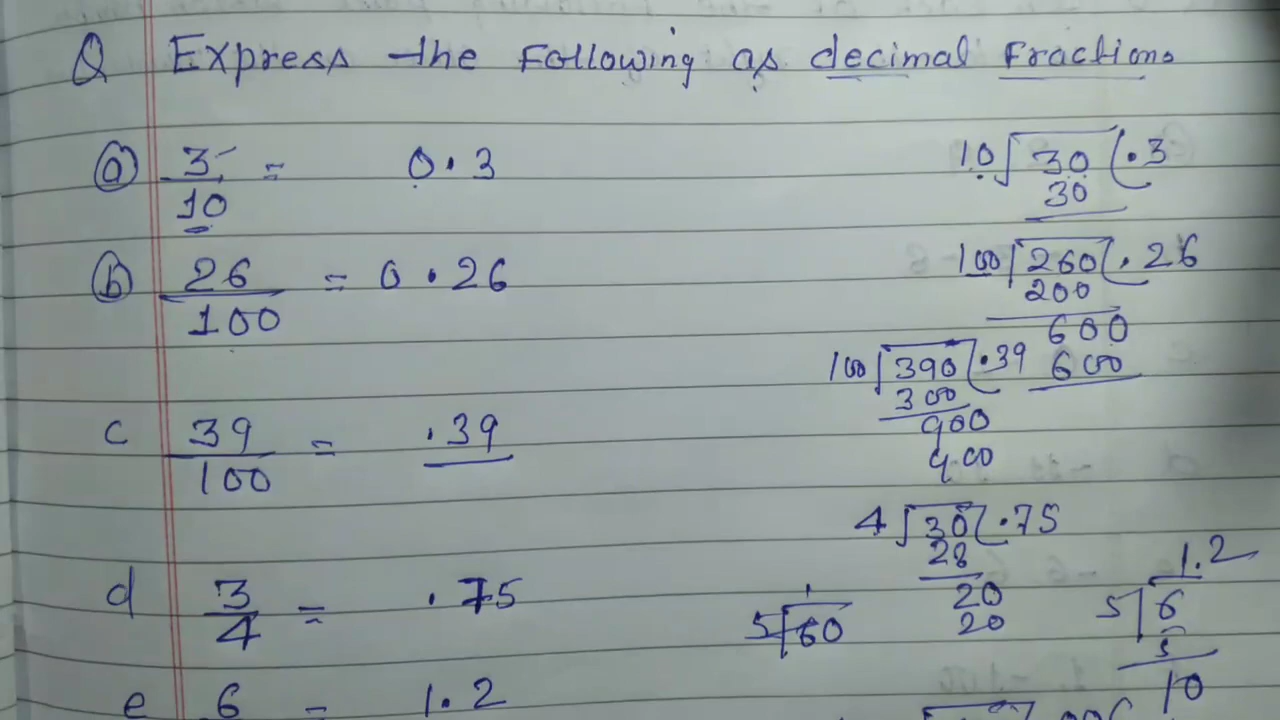 Q Express the following as decimal fractions
(a) 3/10 = 0.3
10 ) 30 ( .3
30
(b) 26/100 = 0.26
100 ) 260 ( .26
200
600
600
c 39/100 = .39
100 ) 390 ( .39
300
900
900
d 3/4 = .75
4 ) 30 ( .75
28
20
20
5 ) 60
1.2
5 ) 6
5
10
e 6 = 1.2